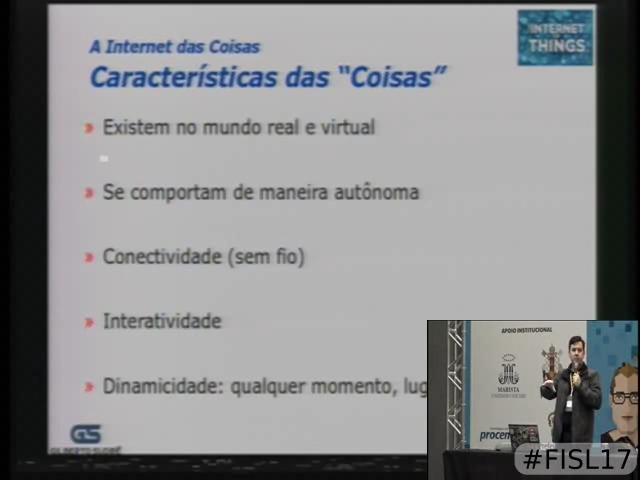 A Internet das Coisas
Características das “Coisas”
INTERNET
THINGS
» Existem no mundo real e virtual
» Se comportam de maneira autônoma
» Conectividade (sem fio)
» Interatividade
» Dinamicidade: qualquer momento, lug
GS
APOIO INSTITUCIONAL
MARISTA
#FISL17